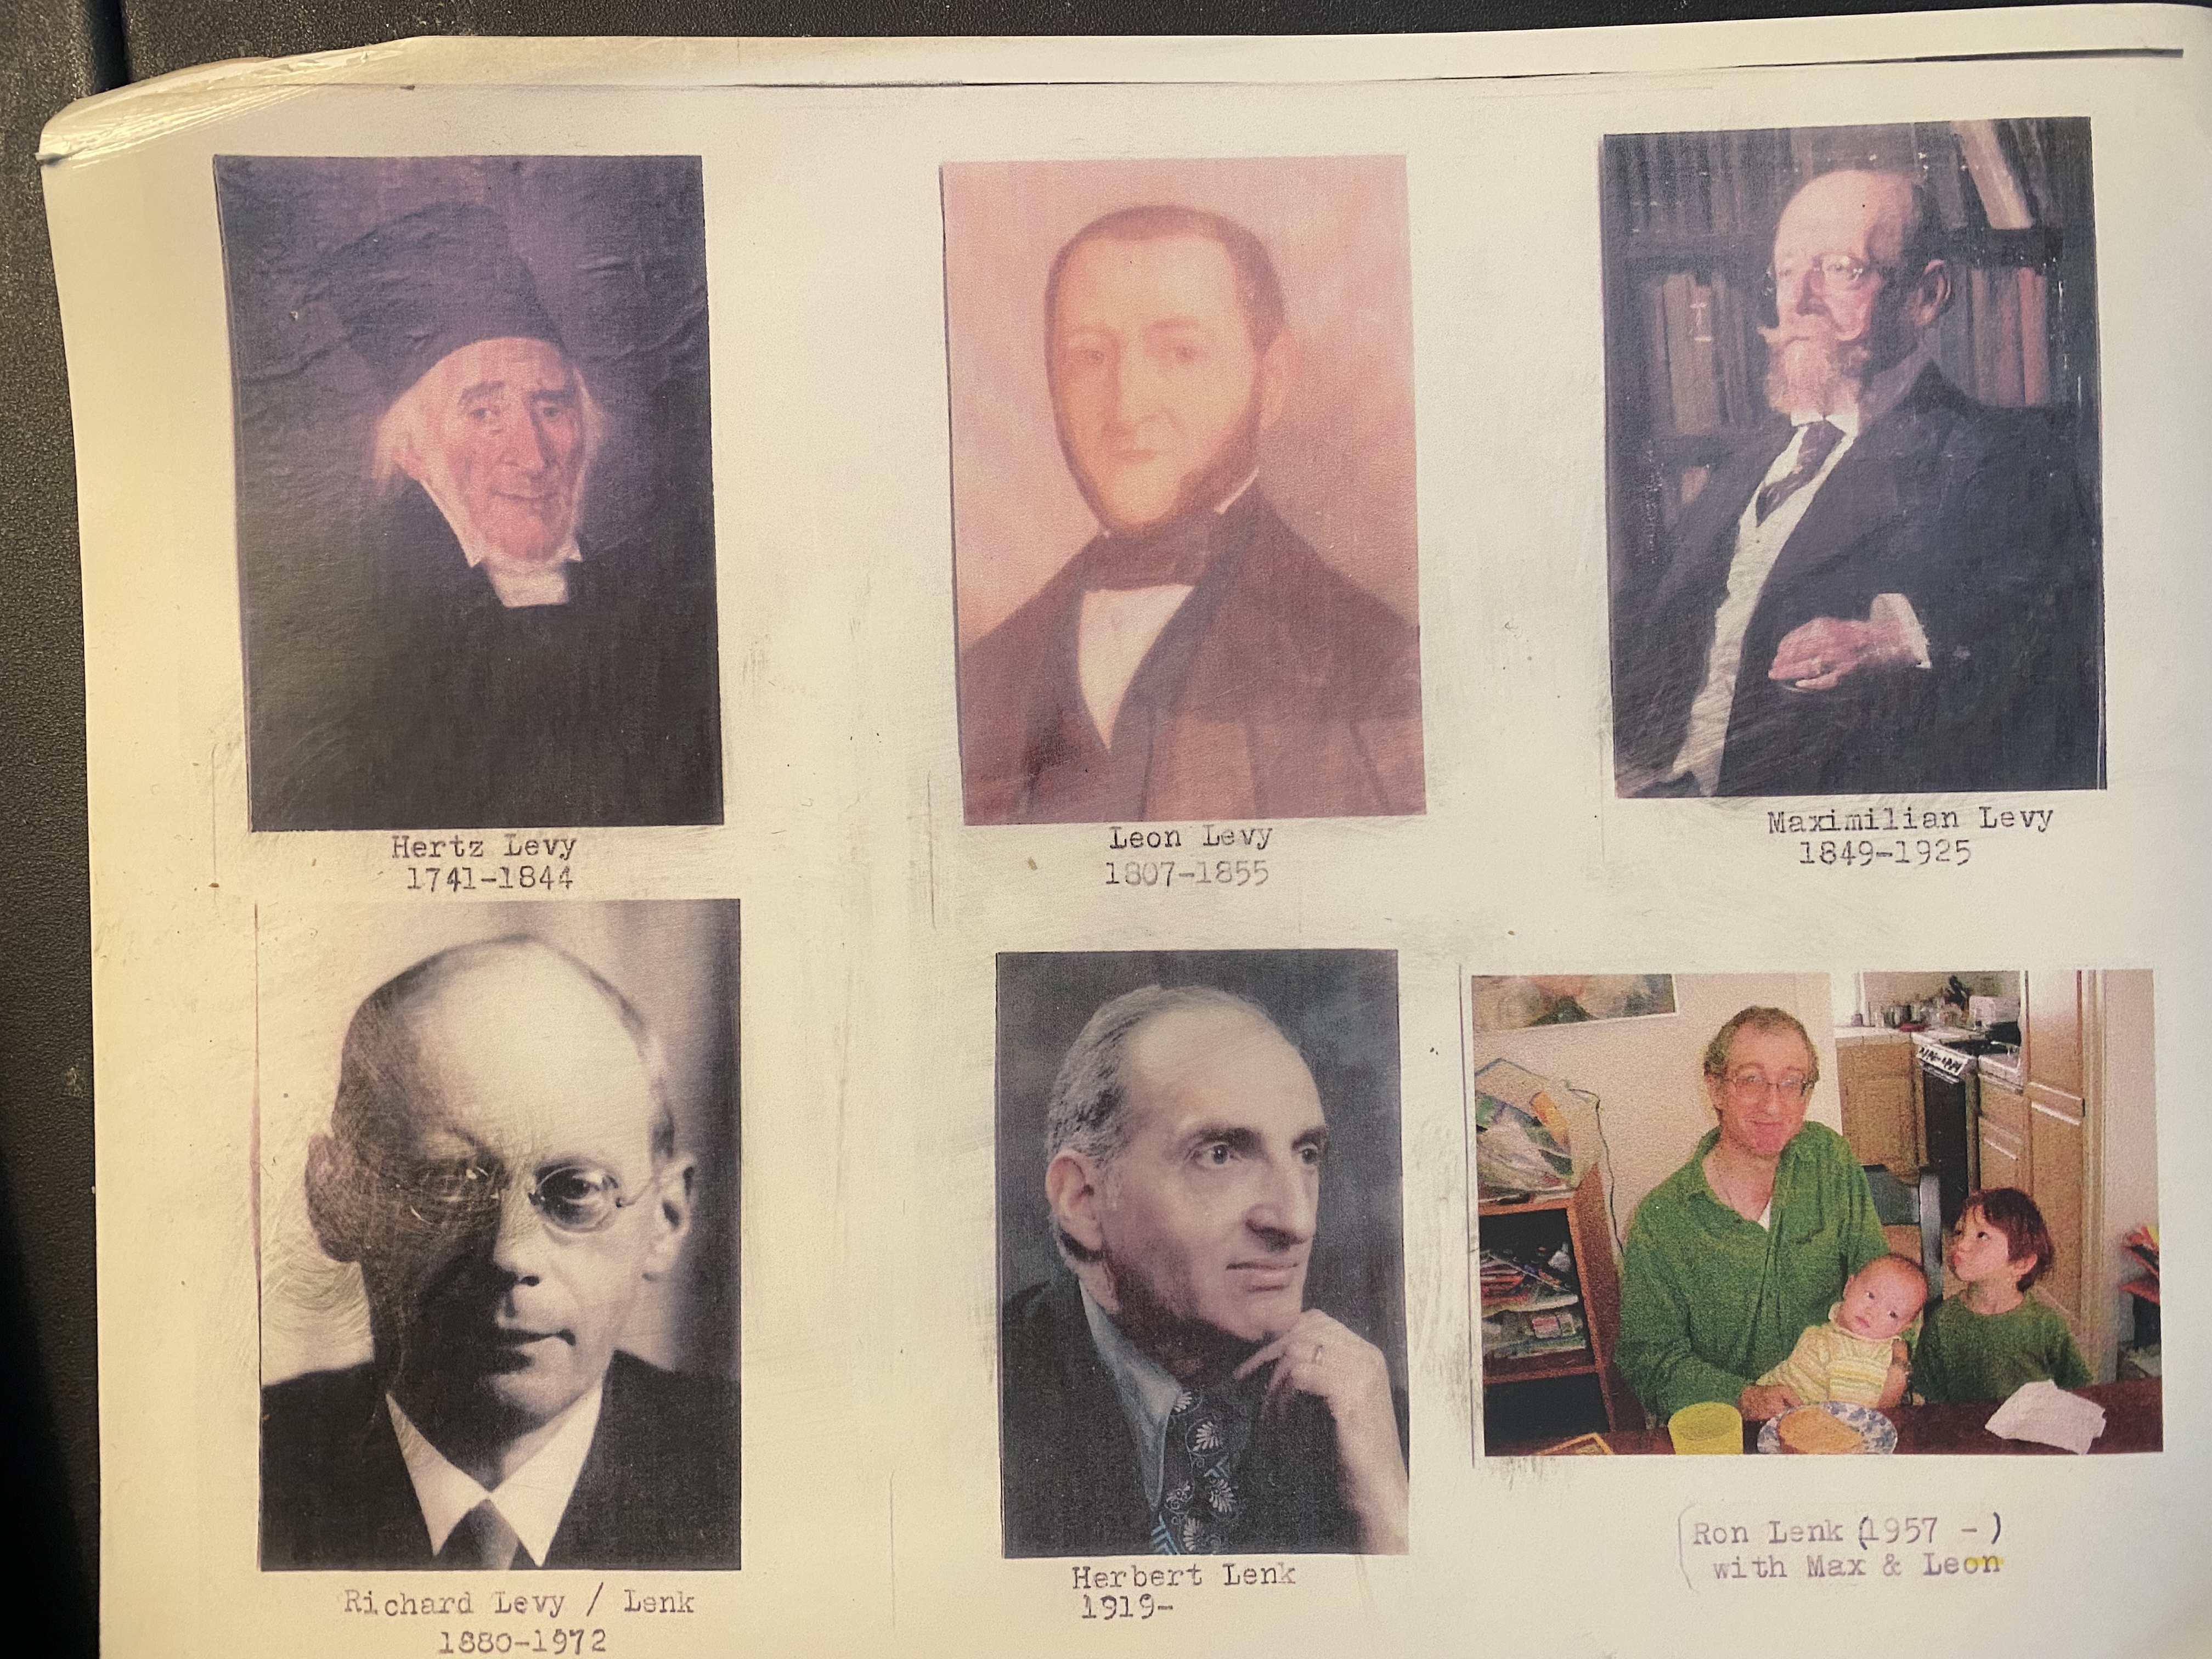 Hertz Levy
1741-1844
Leon Levy
1807-1855
Maximilian Levy
1849-1925
Richard Levy / Lenk
1880-1972
Herbert Lenk
1919-
Ron Lenk (1957 -)
with Max & Leon